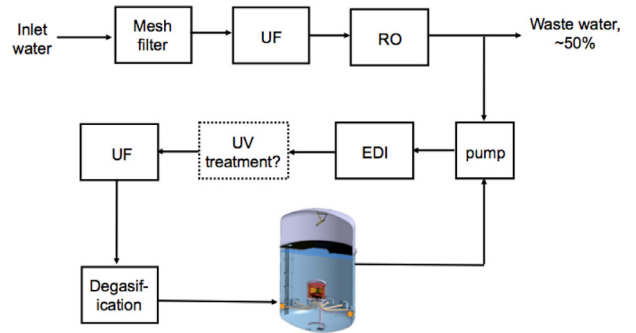 Inlet
water
Mesh
filter
UF
RO
Waste water,
~50%
UF
UV
treatment?
EDI
pump
Degasif-
ication